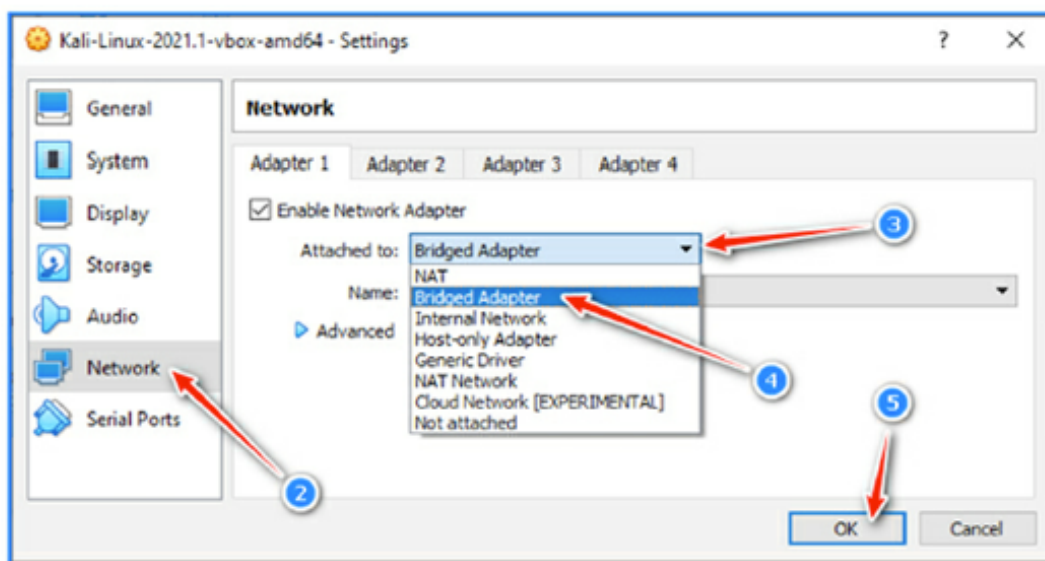 Kali-Linux-2021.1-vbox-amd64 - Settings
?
General
System
Display
Storage
Audio
Network
Serial Ports
Network
Adapter 1
Adapter 2
Adapter 3
Adapter 4
Enable Network Adapter
Attached to: Bridged Adapter
NAT
Bridged Adapter
Internal Network
Host-only Adapter
Generic Driver
NAT Network
Cloud Network [EXPERIMENTAL]
Not attached
Name:
Advanced
2
3
4
5
OK
Cancel